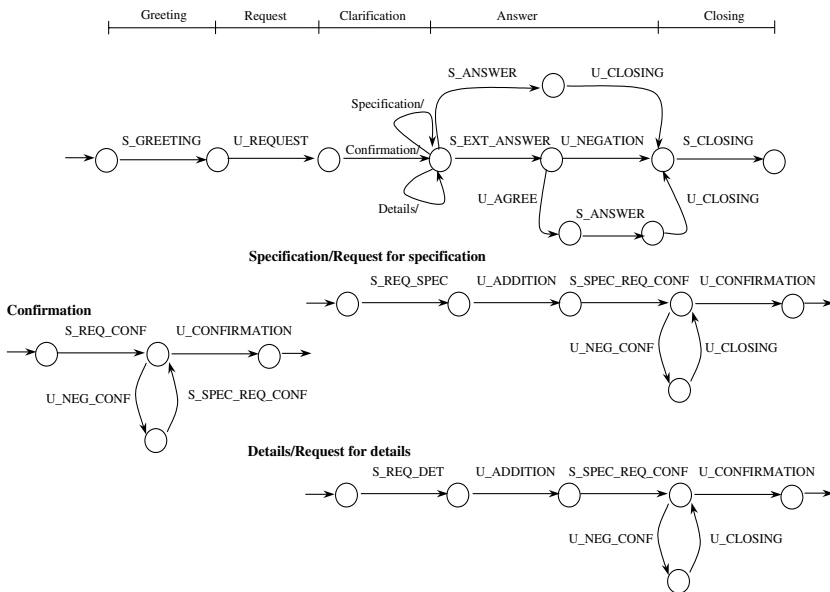 Greeting Request Clarification Answer Closing
S_ANSWER U_CLOSING
Specification/
S_GREETING U_REQUEST Confirmation/ S_EXT_ANSWER U_NEGATION S_CLOSING
Details/ U_AGREE S_ANSWER U_CLOSING
Specification/Request for specification
S_REQ_SPEC U_ADDITION S_SPEC_REQ_CONF U_CONFIRMATION
U_NEG_CONF U_CLOSING
Confirmation
S_REQ_CONF U_CONFIRMATION
U_NEG_CONF S_SPEC_REQ_CONF
Details/Request for details
S_REQ_DET U_ADDITION S_SPEC_REQ_CONF U_CONFIRMATION
U_NEG_CONF U_CLOSING